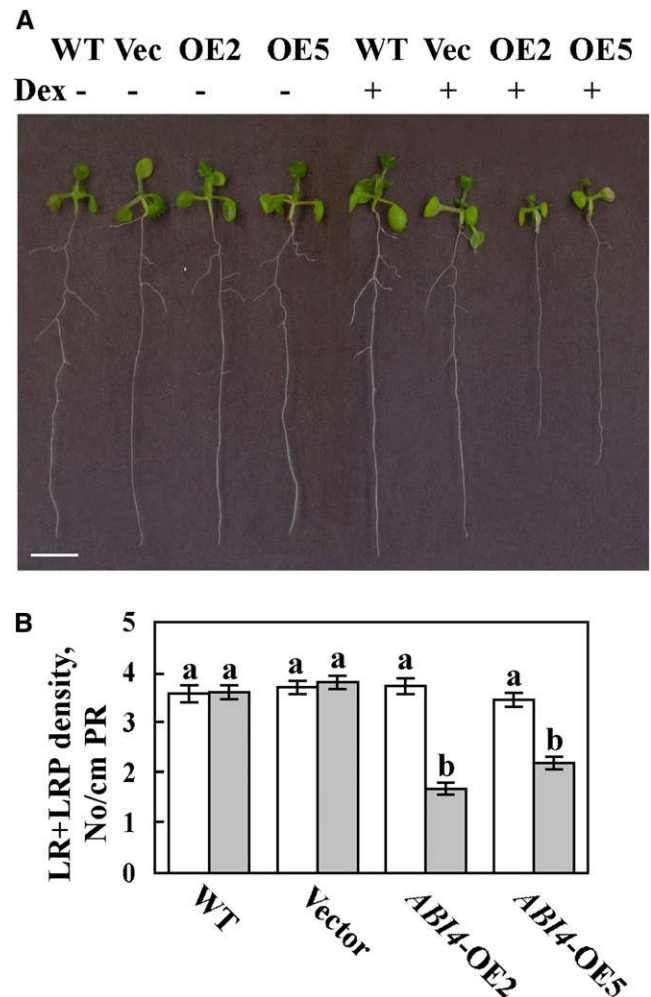 A
WT Vec OE2 OE5 WT Vec OE2 OE5
Dex - - - - + + + +
B
LR+LRP density,
No/cm PR
5
4
3
2
1
0
a a a a a b a b
WT
Vector
ABI4-OE2
ABI4-OE5